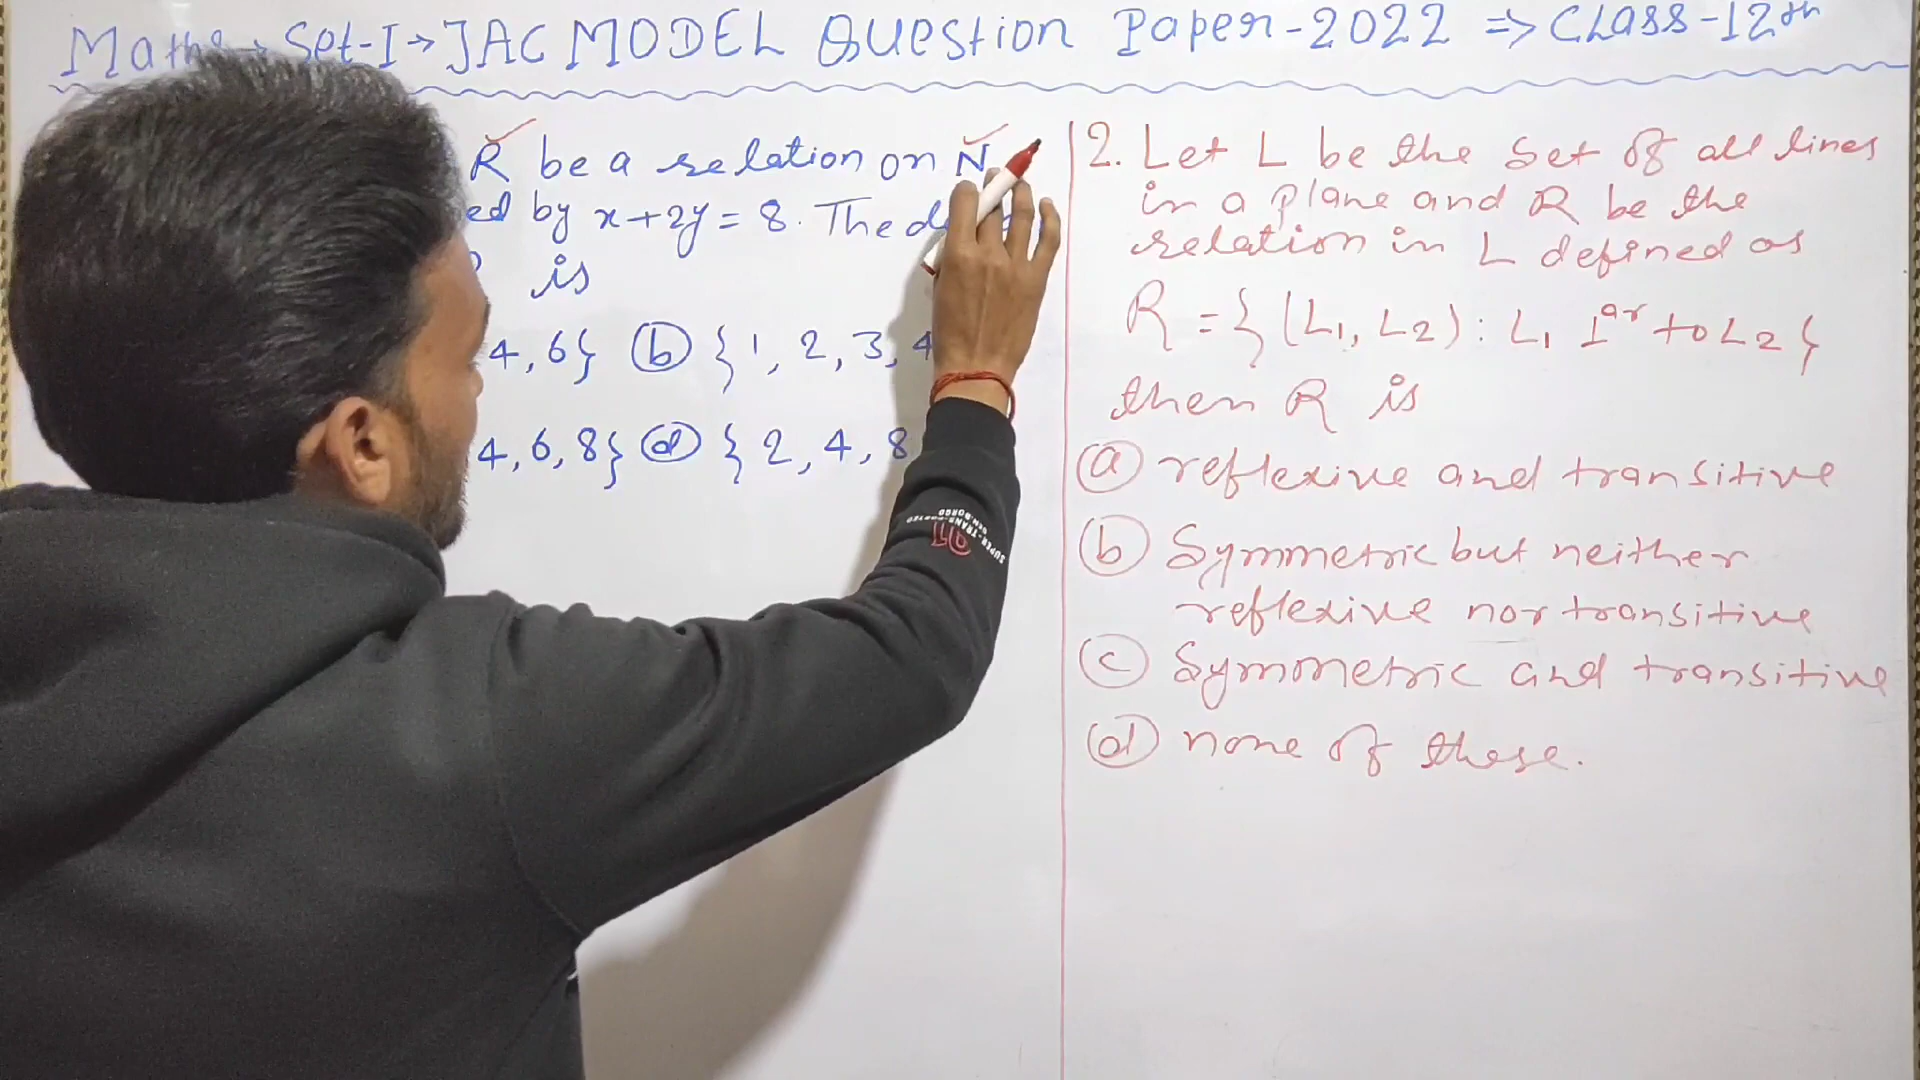 Maths → Set-I → JAC MODEL Question Paper-2022 ⇒ Class-12th
R be a relation on N
ed by x+2y=8. The
is
4,6} (b) {1,2,3,4
4,6,8} (d) {2,4,8
2. Let L be the Set of all lines
in a plane and R be the
relation in L defined as
R = {(L1, L2) : L1 ⊥ar to L2}
then R is
(a) reflexive and transitive
(b) Symmetric but neither
reflexive nor transitive
(c) Symmetric and transitive
(d) none of these.